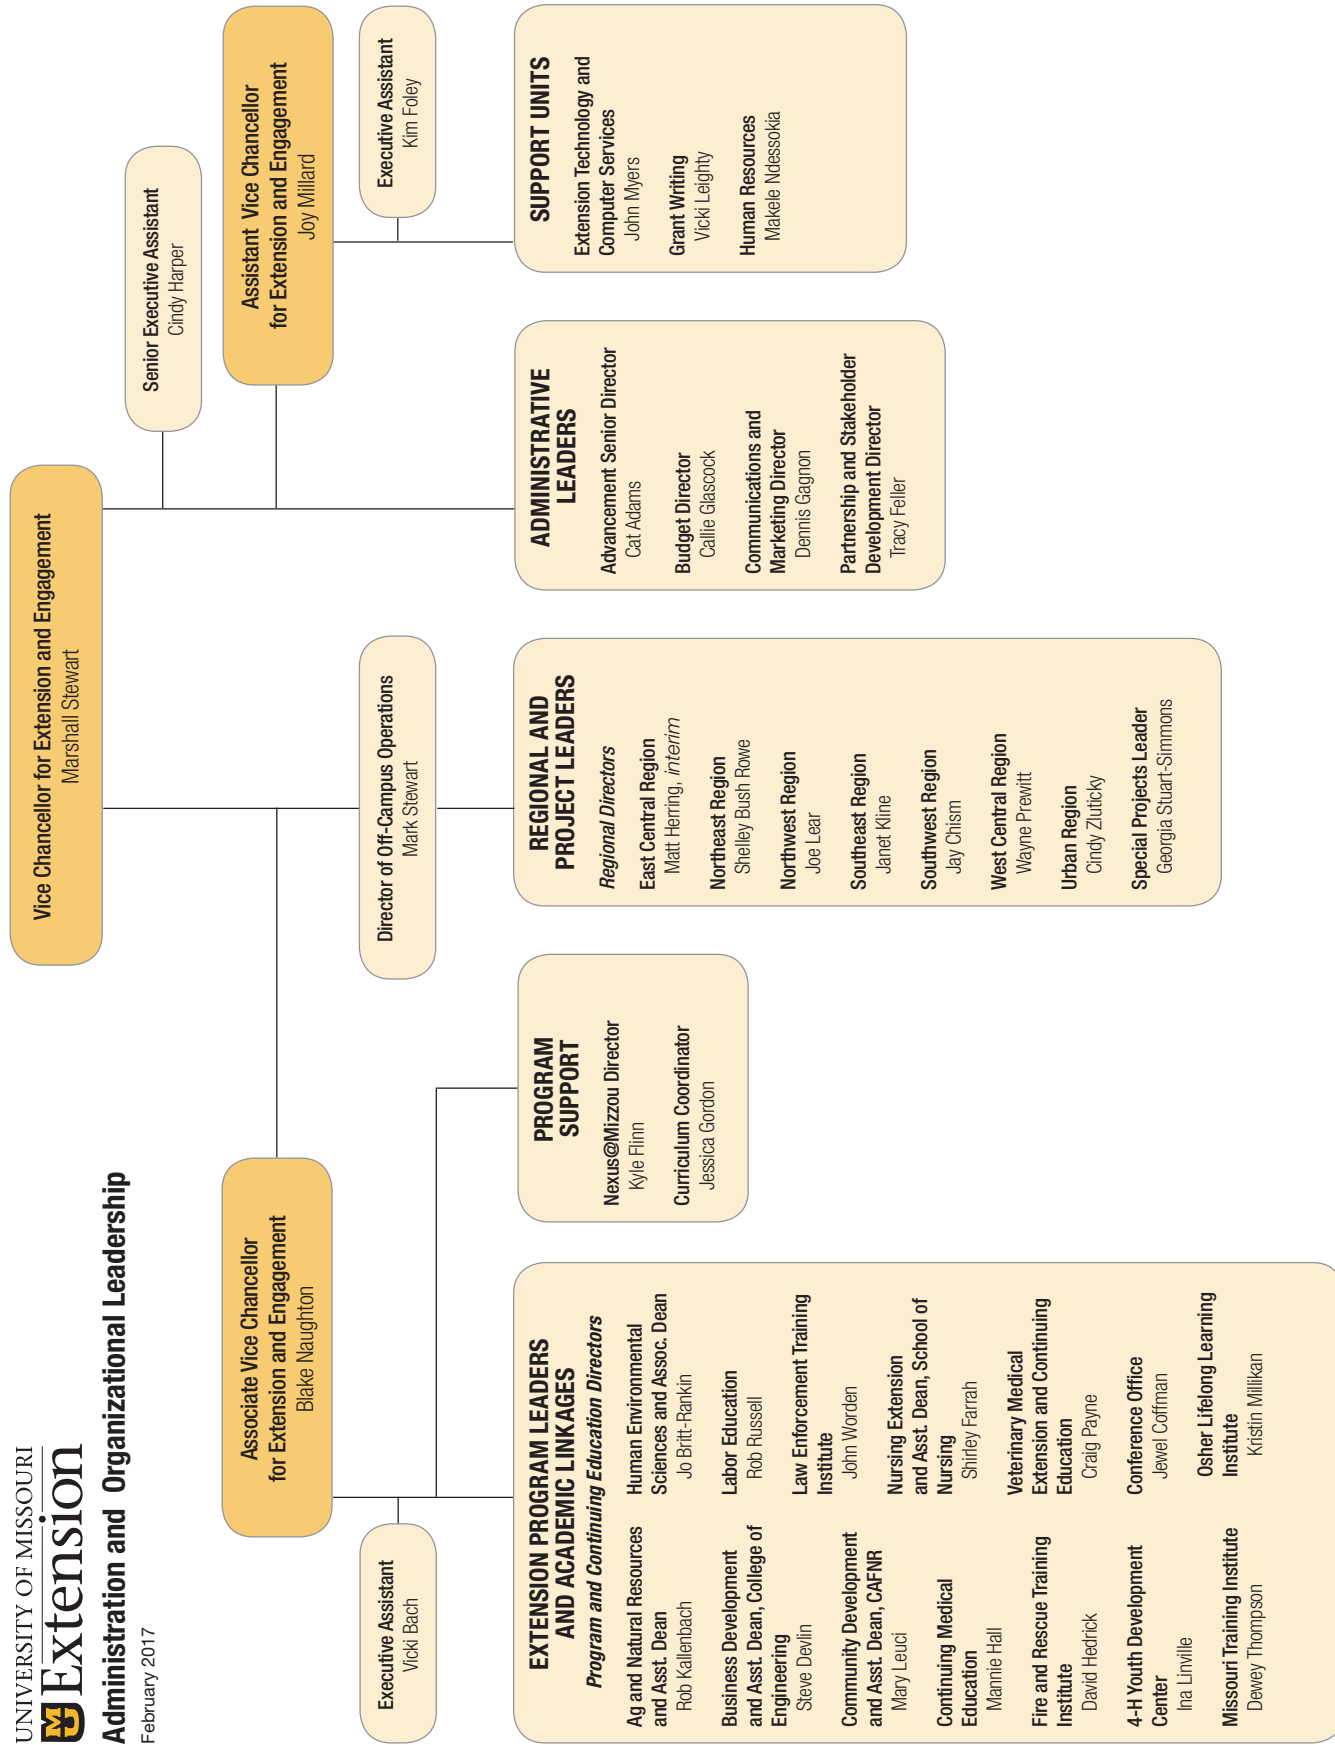 UNIVERSITY OF MISSOURI
MU Extension
Administration and Organizational Leadership
February 2017
Vice Chancellor for Extension and Engagement
Marshall Stewart
Senior Executive Assistant
Cindy Harper
Associate Vice Chancellor
for Extension and Engagement
Blake Naughton
Assistant Vice Chancellor
for Extension and Engagement
Joy Millard
Executive Assistant
Vicki Bach
Director of Off-Campus Operations
Mark Stewart
Executive Assistant
Kim Foley
EXTENSION PROGRAM LEADERS
AND ACADEMIC LINKAGES
Program and Continuing Education Directors
Ag and Natural Resources
and Asst. Dean
Rob Kallenbach
Business Development
and Asst. Dean, College of
Engineering
Steve Devlin
Community Development
and Asst. Dean, CAFNR
Mary Leuci
Continuing Medical
Education
Mannie Hall
Fire and Rescue Training
Institute
David Hedrick
4-H Youth Development
Center
Ina Linville
Missouri Training Institute
Dewey Thompson
Human Environmental
Sciences and Assoc. Dean
Jo Britt-Rankin
Labor Education
Rob Russell
Law Enforcement Training
Institute
John Worden
Nursing Extension
and Asst. Dean, School of
Nursing
Shirley Farrah
Veterinary Medical
Extension and Continuing
Education
Craig Payne
Conference Office
Jewel Coffman
Osher Lifelong Learning
Institute
Kristin Millikan
PROGRAM
SUPPORT
Nexus@Mizzou Director
Kyle Flinn
Curriculum Coordinator
Jessica Gordon
REGIONAL AND
PROJECT LEADERS
Regional Directors
East Central Region
Matt Herring, interim
Northeast Region
Shelley Bush Rowe
Northwest Region
Joe Lear
Southeast Region
Janet Kline
Southwest Region
Jay Chism
West Central Region
Wayne Prewitt
Urban Region
Cindy Zluticky
Special Projects Leader
Georgia Stuart-Simmons
ADMINISTRATIVE
LEADERS
Advancement Senior Director
Cat Adams
Budget Director
Callie Glascock
Communications and
Marketing Director
Dennis Gagnon
Partnership and Stakeholder
Development Director
Tracy Feller
SUPPORT UNITS
Extension Technology and
Computer Services
John Myers
Grant Writing
Vicki Leighty
Human Resources
Makele Ndessokia